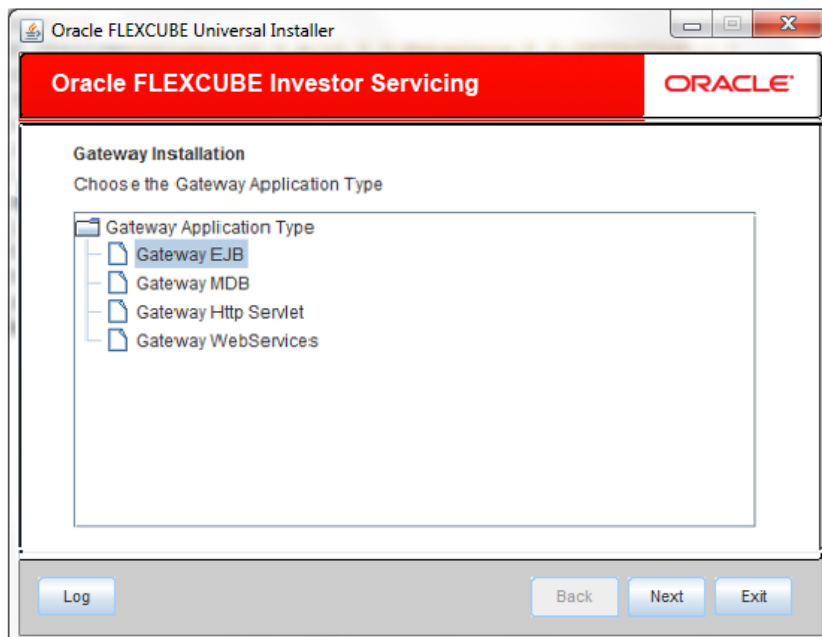 Oracle FLEXCUBE Universal Installer
Oracle FLEXCUBE Investor Servicing
ORACLE
Gateway Installation
Choose the Gateway Application Type
Gateway Application Type
Gateway EJB
Gateway MDB
Gateway Http Servlet
Gateway WebServices
Log
Back
Next
Exit